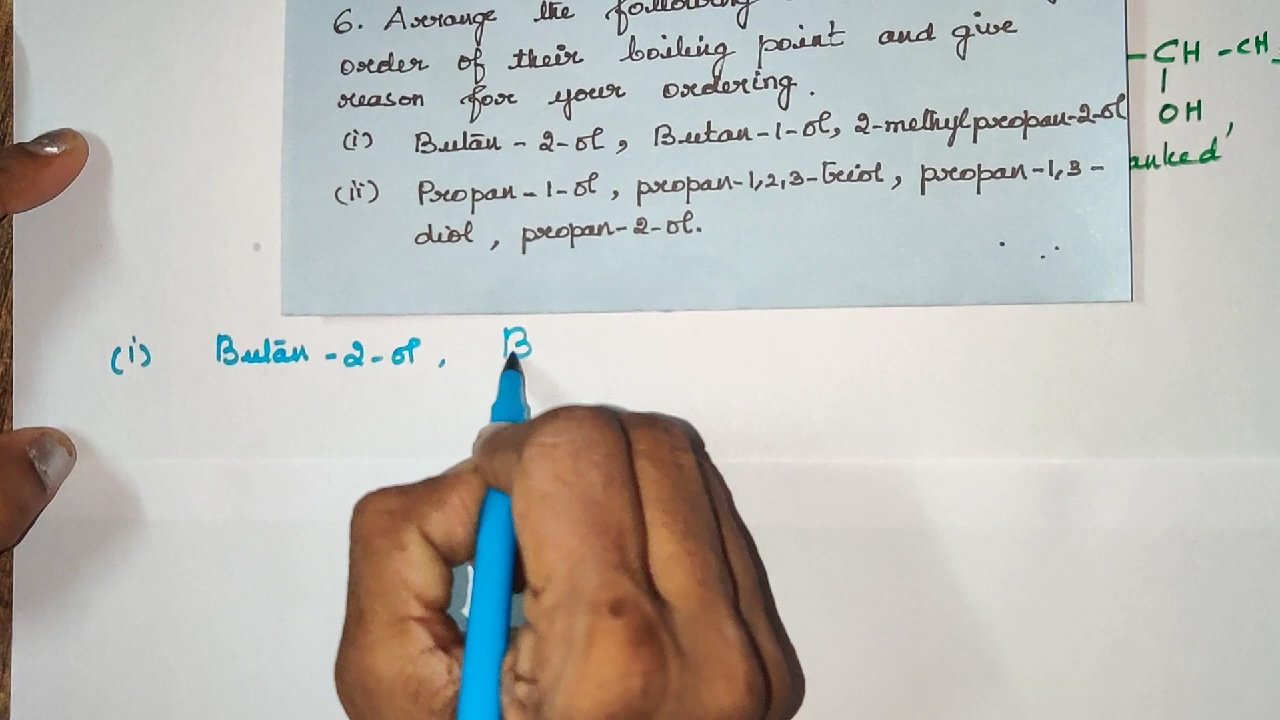 6. Arrange the following
order of their boiling point and give
reason for your ordering.
(i) Butan-2-ol, Butan-1-ol, 2-methylpropan-2-ol
(ii) Propan-1-ol, propan-1,2,3-triol, propan-1,3-
diol, propan-2-ol.
-CH-CH
|
OH
anked,
(i) Butan-2-ol, B